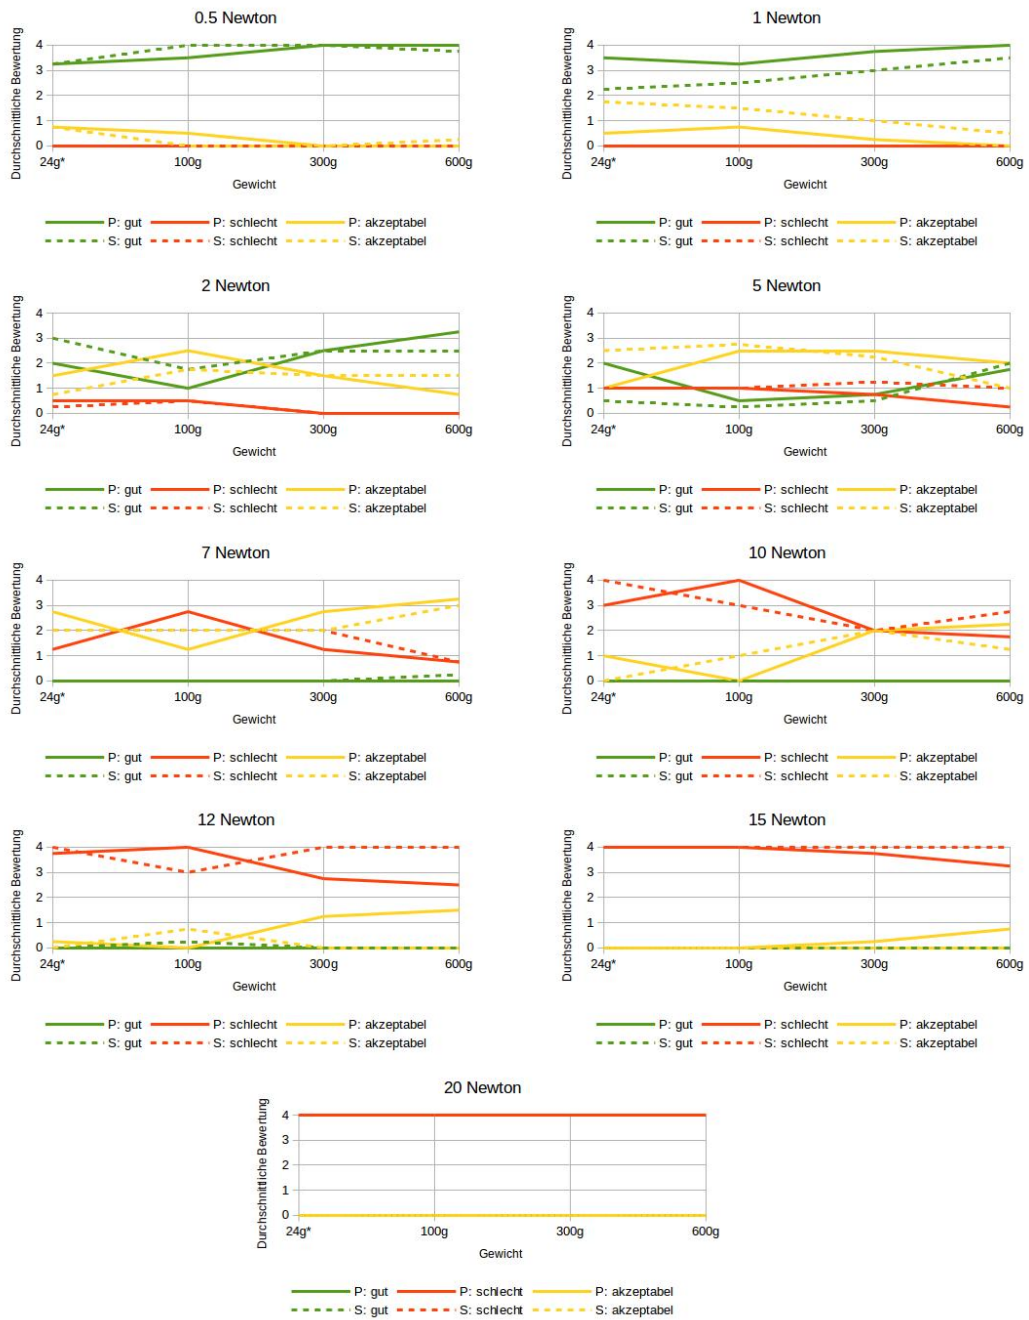 0.5 Newton
Durchschnittliche Bewertung
4
3
2
1
0
24g* 100g 300g 600g
Gewicht
P: gut P: schlecht P: akzeptabel
S: gut S: schlecht S: akzeptabel
1 Newton
Durchschnittliche Bewertung
4
3
2
1
0
24g* 100g 300g 600g
Gewicht
P: gut P: schlecht P: akzeptabel
S: gut S: schlecht S: akzeptabel
2 Newton
Durchschnittliche Bewertung
4
3
2
1
0
24g* 100g 300g 600g
Gewicht
P: gut P: schlecht P: akzeptabel
S: gut S: schlecht S: akzeptabel
5 Newton
Durchschnittliche Bewertung
4
3
2
1
0
24g* 100g 300g 600g
Gewicht
P: gut P: schlecht P: akzeptabel
S: gut S: schlecht S: akzeptabel
7 Newton
Durchschnittliche Bewertung
4
3
2
1
0
24g* 100g 300g 600g
Gewicht
P: gut P: schlecht P: akzeptabel
S: gut S: schlecht S: akzeptabel
10 Newton
Durchschnittliche Bewertung
4
3
2
1
0
24g* 100g 300g 600g
Gewicht
P: gut P: schlecht P: akzeptabel
S: gut S: schlecht S: akzeptabel
12 Newton
Durchschnittliche Bewertung
4
3
2
1
0
24g* 100g 300g 600g
Gewicht
P: gut P: schlecht P: akzeptabel
S: gut S: schlecht S: akzeptabel
15 Newton
Durchschnittliche Bewertung
4
3
2
1
0
24g* 100g 300g 600g
Gewicht
P: gut P: schlecht P: akzeptabel
S: gut S: schlecht S: akzeptabel
20 Newton
Durchschnittliche Bewertung
4
3
2
1
0
24g* 100g 300g 600g
Gewicht
P: gut P: schlecht P: akzeptabel
S: gut S: schlecht S: akzeptabel